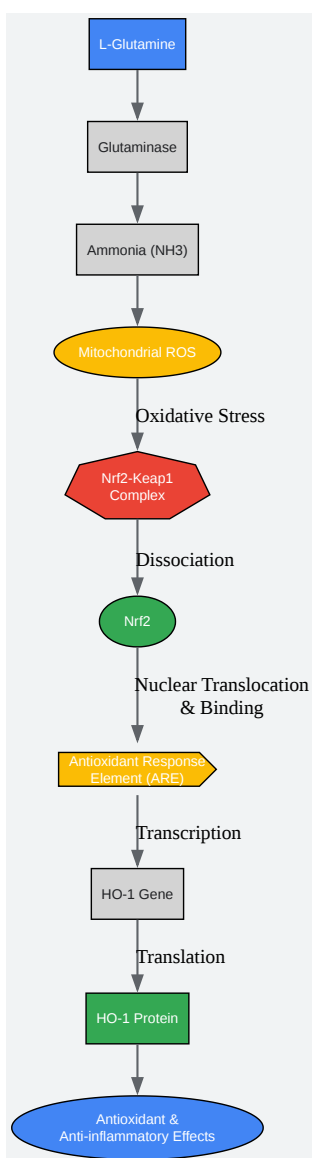 L-Glutamine
Glutaminase
Ammonia (NH3)
Mitochondrial ROS
Oxidative Stress
Nrf2-Keap1
Complex
Dissociation
Nrf2
Nuclear Translocation
& Binding
Antioxidant Response
Element (ARE)
Transcription
HO-1 Gene
Translation
HO-1 Protein
Antioxidant &
Anti-inflammatory Effects